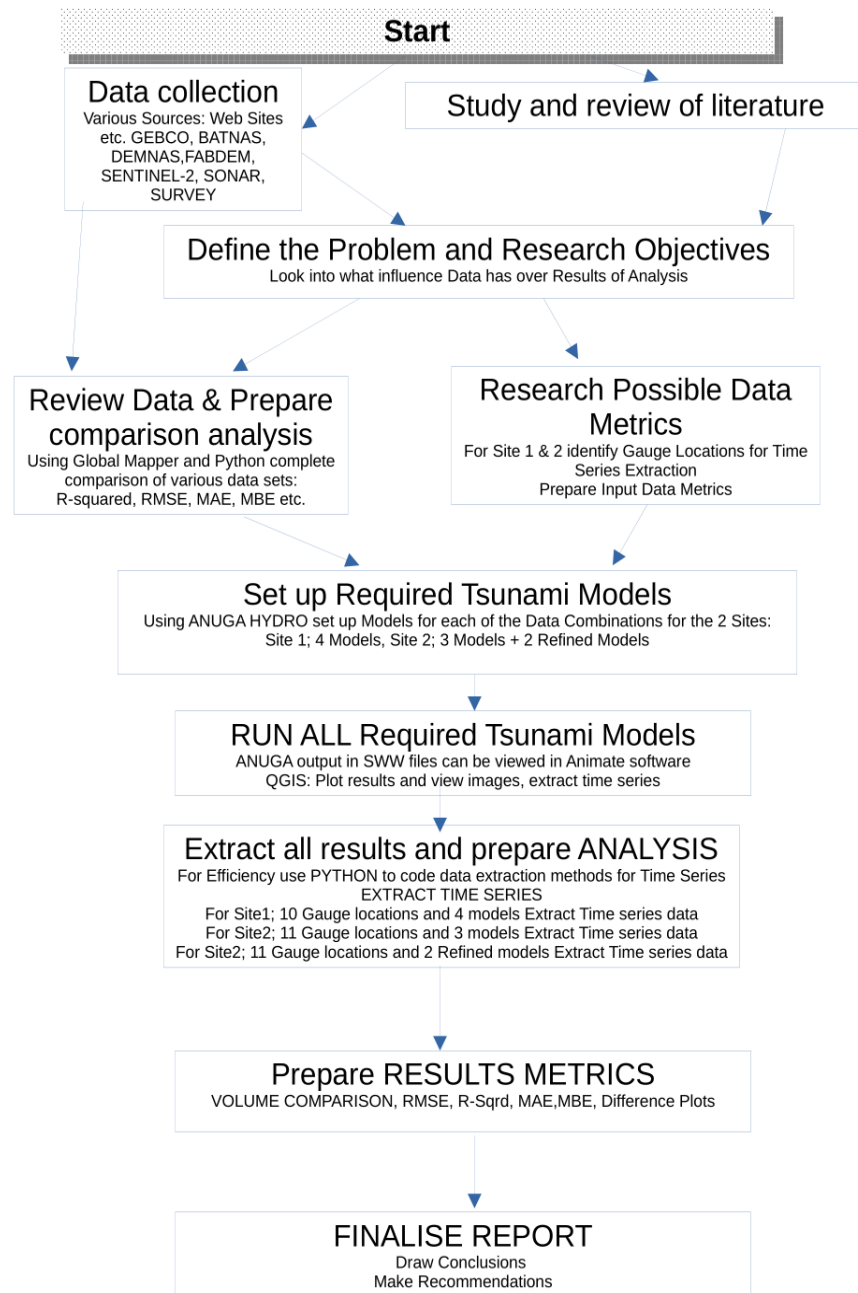 Start
Data collection
Various Sources: Web Sites
etc. GEBCO, BATNAS,
DEMNAS,FABDEM,
SENTINEL-2, SONAR,
SURVEY
Study and review of literature
Define the Problem and Research Objectives
Look into what influence Data has over Results of Analysis
Review Data & Prepare
comparison analysis
Using Global Mapper and Python complete
comparison of various data sets:
R-squared, RMSE, MAE, MBE etc.
Research Possible Data
Metrics
For Site 1 & 2 identify Gauge Locations for Time
Series Extraction
Prepare Input Data Metrics
Set up Required Tsunami Models
Using ANUGA HYDRO set up Models for each of the Data Combinations for the 2 Sites:
Site 1; 4 Models, Site 2; 3 Models + 2 Refined Models
RUN ALL Required Tsunami Models
ANUGA output in SWW files can be viewed in Animate software
QGIS: Plot results and view images, extract time series
Extract all results and prepare ANALYSIS
For Efficiency use PYTHON to code data extraction methods for Time Series
EXTRACT TIME SERIES
For Site1; 10 Gauge locations and 4 models Extract Time series data
For Site2; 11 Gauge locations and 3 models Extract Time series data
For Site2; 11 Gauge locations and 2 Refined models Extract Time series data
Prepare RESULTS METRICS
VOLUME COMPARISON, RMSE, R-Sqrd, MAE,MBE, Difference Plots
FINALISE REPORT
Draw Conclusions
Make Recommendations